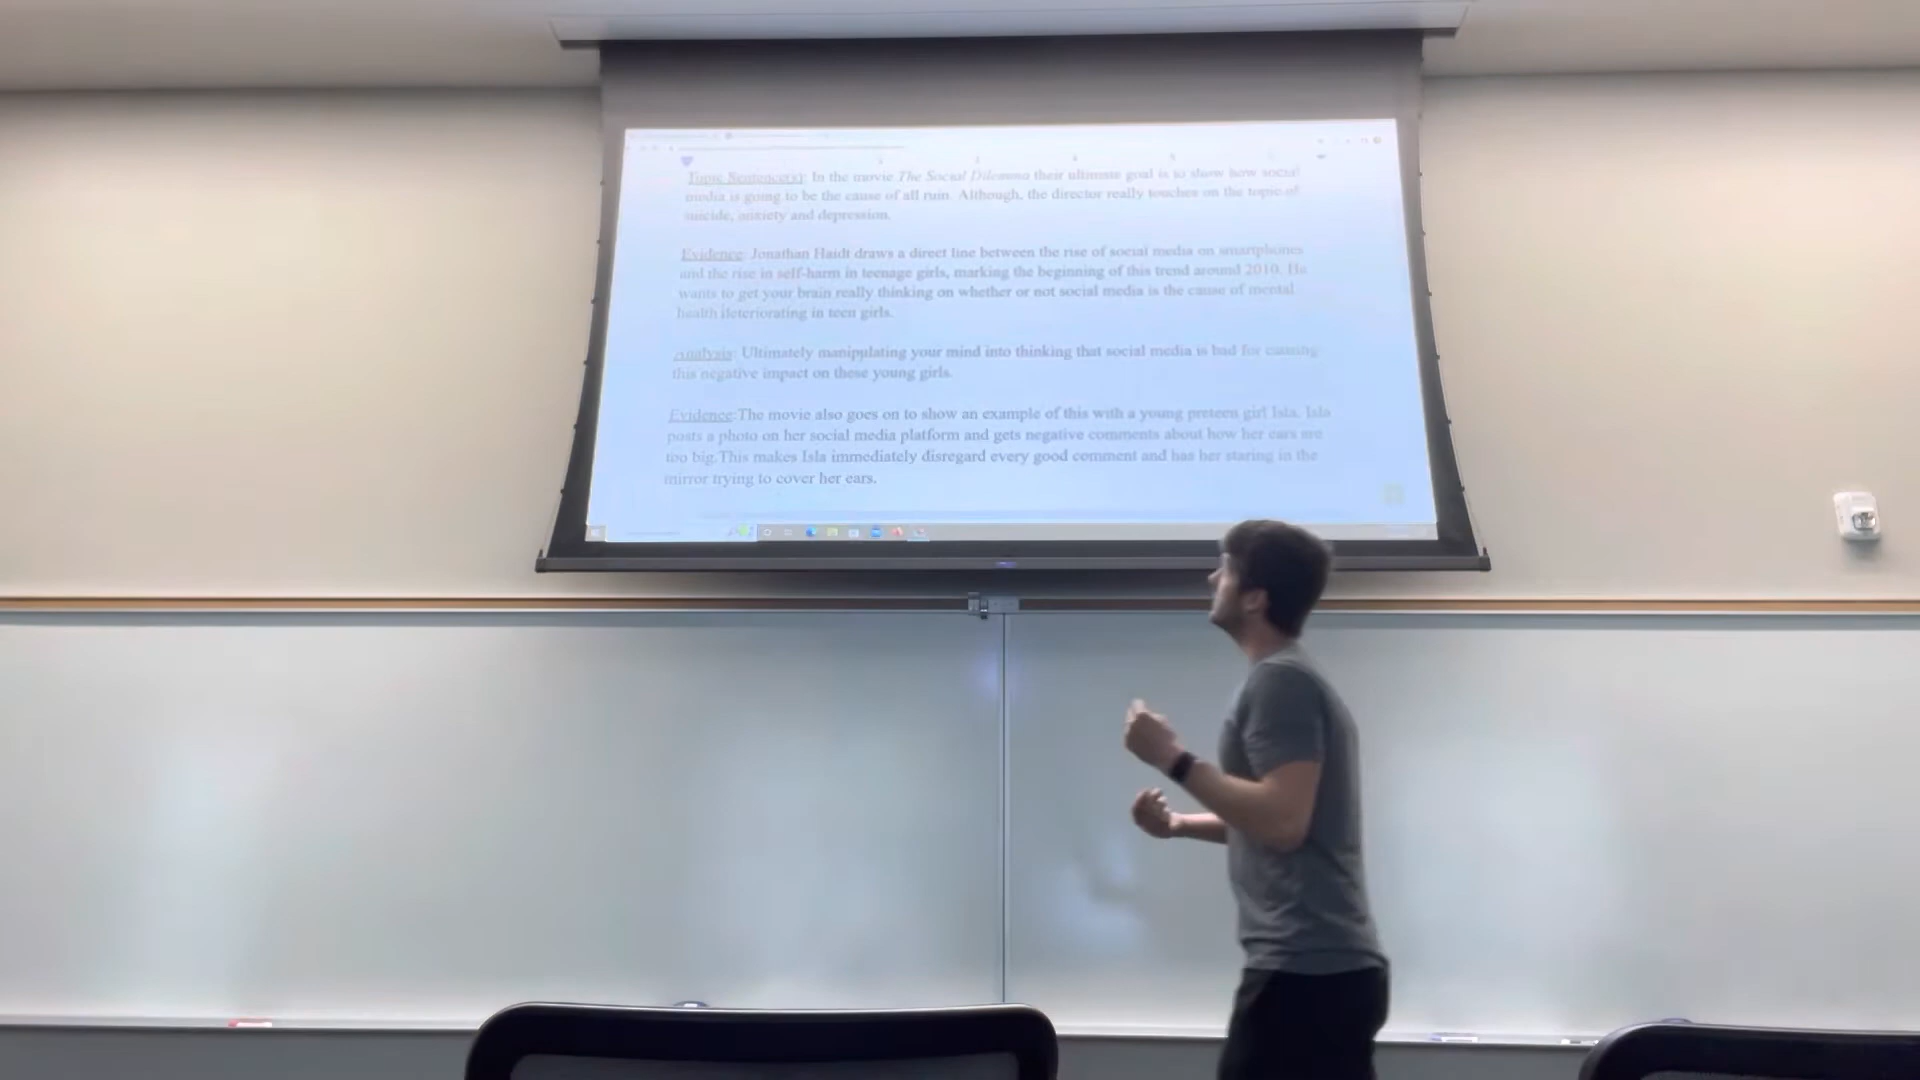 Topic Sentence(s): In the movie The Social Dilemma their ultimate goal is to show how social
media is going to be the cause of all ruin. Although, the director really touches on the topic of
suicide, anxiety and depression.
Evidence: Jonathan Haidt draws a direct line between the rise of social media on smartphones
and the rise in self-harm in teenage girls, marking the beginning of this trend around 2010. He
wants to get your brain really thinking on whether or not social media is the cause of mental
health deteriorating in teen girls.
Analysis: Ultimately manipulating your mind into thinking that social media is bad for causing
this negative impact on these young girls.
Evidence:The movie also goes on to show an example of this with a young preteen girl Isla. Isla
posts a photo on her social media platform and gets negative comments about how her ears are
too big.This makes Isla immediately disregard every good comment and has her staring in the
mirror trying to cover her ears.